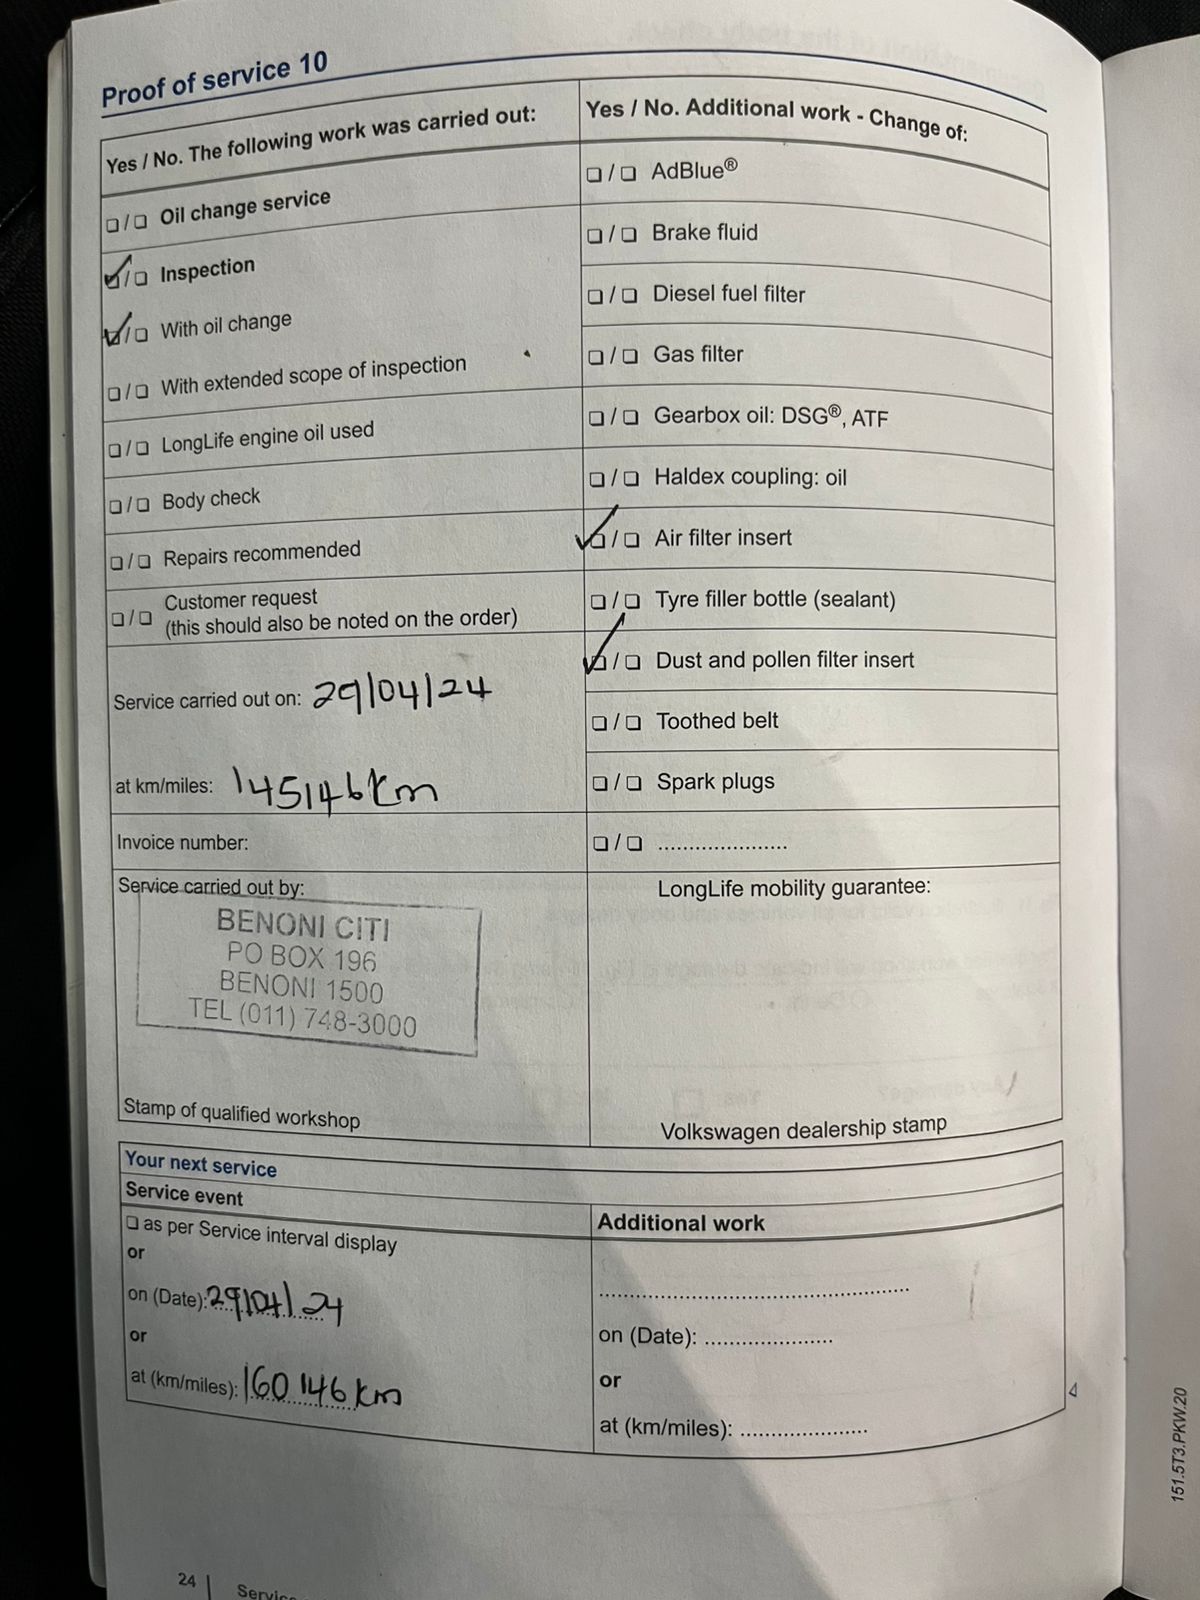 Proof of service 10
Yes / No. The following work was carried out:
☐ / ☐ Oil change service
☑ / ☐ Inspection
☑ / ☐ With oil change
☐ / ☐ With extended scope of inspection
☐ / ☐ LongLife engine oil used
☐ / ☐ Body check
☐ / ☐ Repairs recommended
☐ / ☐ Customer request
(this should also be noted on the order)
Service carried out on: 29/04/24
at km/miles: 145146km
Invoice number:
Service carried out by:
BENONI CITI
PO BOX 196
BENONI 1500
TEL (011) 748-3000
Stamp of qualified workshop
Yes / No. Additional work - Change of:
☐ / ☐ AdBlue®
☐ / ☐ Brake fluid
☐ / ☐ Diesel fuel filter
☐ / ☐ Gas filter
☐ / ☐ Gearbox oil: DSG®, ATF
☐ / ☐ Haldex coupling: oil
☑ / ☐ Air filter insert
☐ / ☐ Tyre filler bottle (sealant)
☑ / ☐ Dust and pollen filter insert
☐ / ☐ Toothed belt
☐ / ☐ Spark plugs
☐ / ☐ ......................
LongLife mobility guarantee:
Volkswagen dealership stamp
Your next service
Service event
☐ as per Service interval display
or
on (Date): 29/04/24
or
at (km/miles): 160 146 km
Additional work
on (Date): ......................
or
at (km/miles): ......................
151.5T3.PKW.20
24